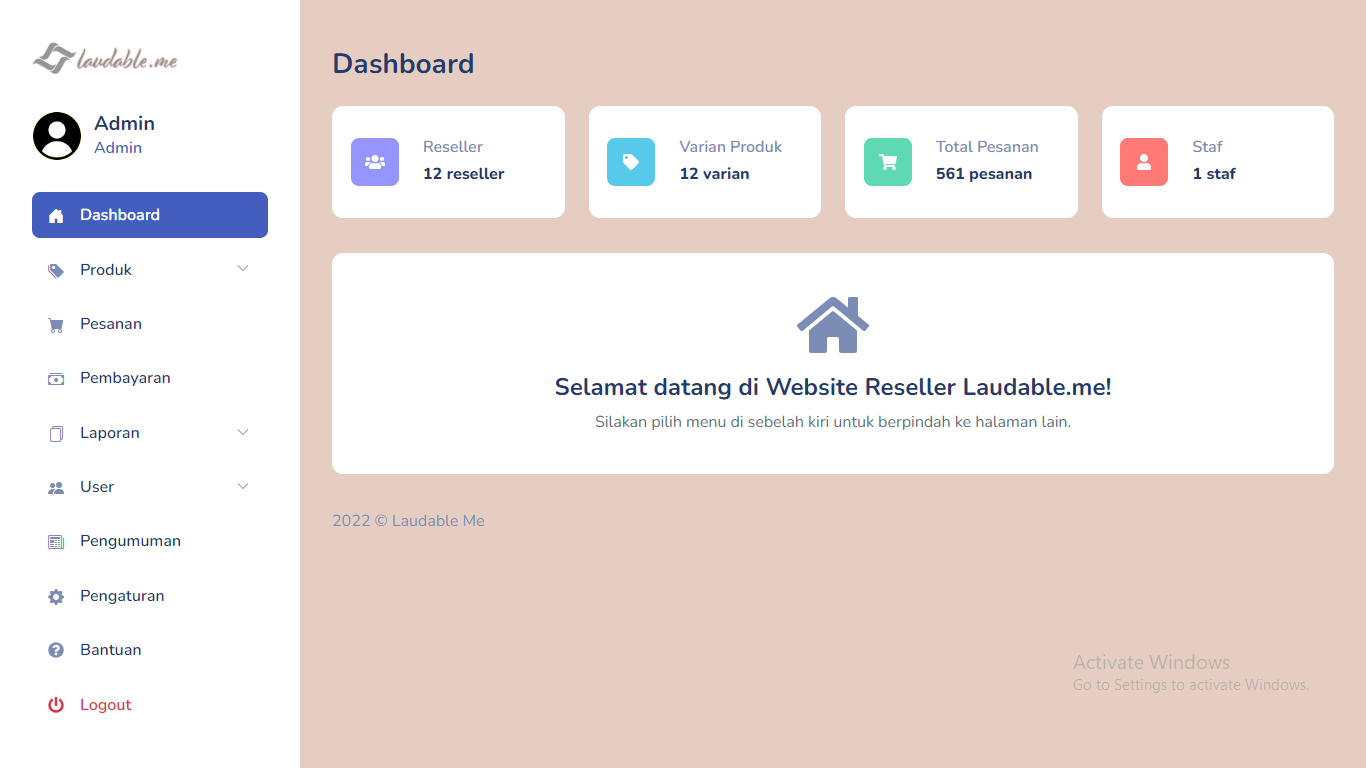 laudable.me
Admin
Admin
Dashboard
Produk
Pesanan
Pembayaran
Laporan
User
Pengumuman
Pengaturan
Bantuan
Logout
Dashboard
Reseller
12 reseller
Varian Produk
12 varian
Total Pesanan
561 pesanan
Staf
1 staf
Selamat datang di Website Reseller Laudable.me!
Silakan pilih menu di sebelah kiri untuk berpindah ke halaman lain.
2022 © Laudable Me
Activate Windows
Go to Settings to activate Windows.